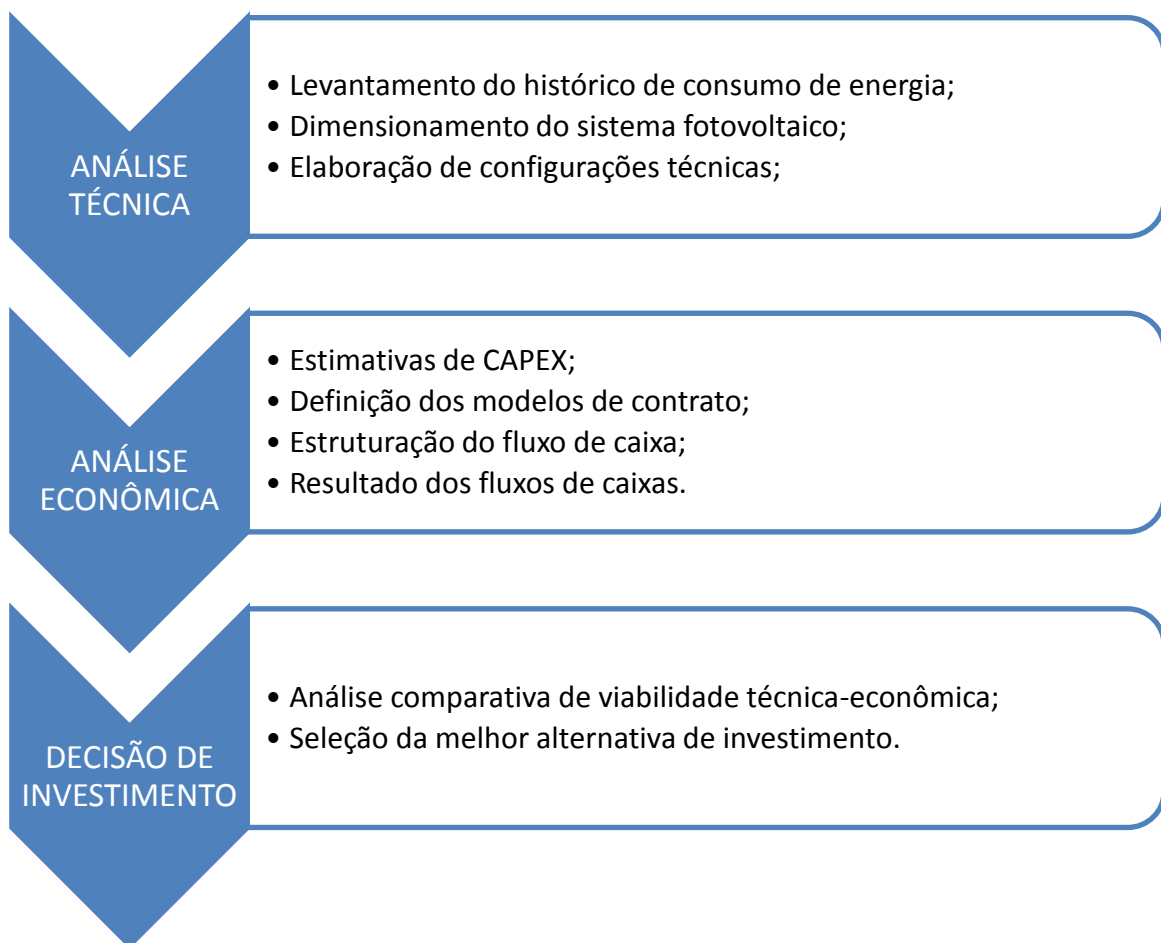 ANÁLISE
TÉCNICA
• Levantamento do histórico de consumo de energia;
• Dimensionamento do sistema fotovoltaico;
• Elaboração de configurações técnicas;
ANÁLISE
ECONÔMICA
• Estimativas de CAPEX;
• Definição dos modelos de contrato;
• Estruturação do fluxo de caixa;
• Resultado dos fluxos de caixas.
DECISÃO DE
INVESTIMENTO
• Análise comparativa de viabilidade técnica-econômica;
• Seleção da melhor alternativa de investimento.